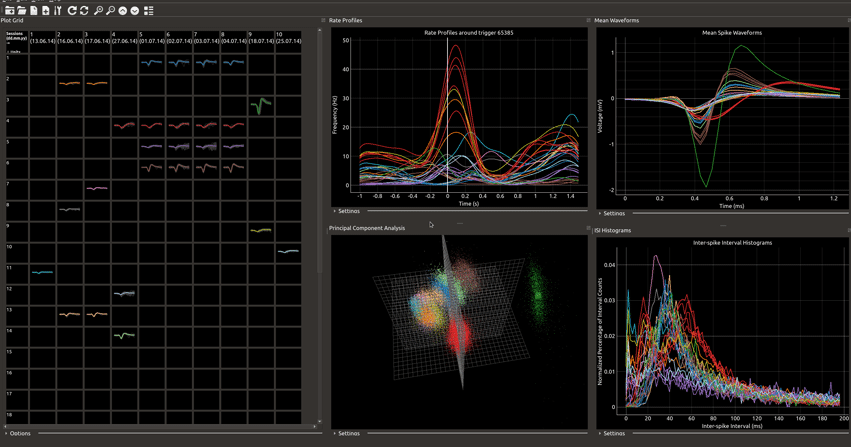 Plot Grid
Sessions (dd.mm.yy)
1 (13.06.14)
2 (16.06.14)
3 (17.06.14)
4 (27.06.14)
5 (01.07.14)
6 (02.07.14)
7 (03.07.14)
8 (04.07.14)
9 (18.07.14)
10 (25.07.14)
1
2
3
4
5
6
7
8
9
10
11
12
13
14
15
16
17
18
Options
Rate Profiles
Rate Profiles around trigger 65385
Frequency (Hz)
50
40
30
20
10
0
-1 -0.8 -0.6 -0.4 -0.2 0 0.2 0.4 0.6 0.8 1 1.2 1.4
Time (s)
Settings
Mean Waveforms
Mean Spike Waveforms
Voltage (mV)
1
0
-1
-2
0 0.2 0.4 0.6 0.8 1 1.2
Time (ms)
Settings
Principal Component Analysis
Settings
ISI Histograms
Inter-spike Interval Histograms
Normalized Percentage of Interval Counts
0.04
0.03
0.02
0.01
0
0 20 40 60 80 100 120 140 160 180 200
Inter-spike Interval (ms)
Settings